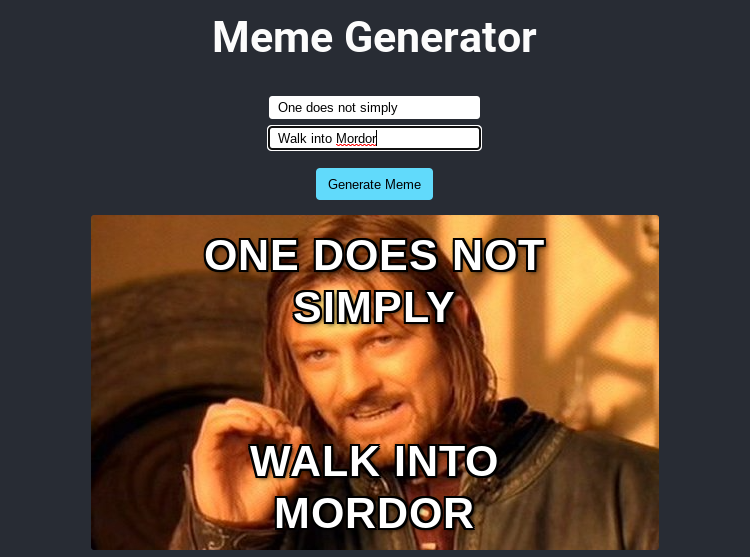 Meme Generator
One does not simply
Walk into Mordor
Generate Meme
ONE DOES NOT
SIMPLY
WALK INTO
MORDOR